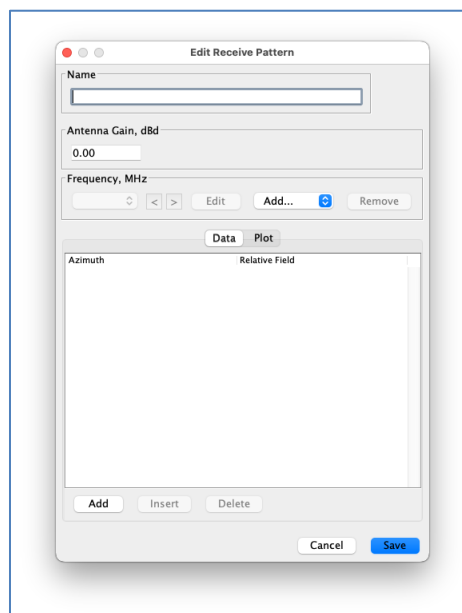 Edit Receive Pattern
Name
Antenna Gain, dBd
0.00
Frequency, MHz
< > Edit Add... Remove
Data Plot
Azimuth Relative Field
Add Insert Delete
Cancel Save